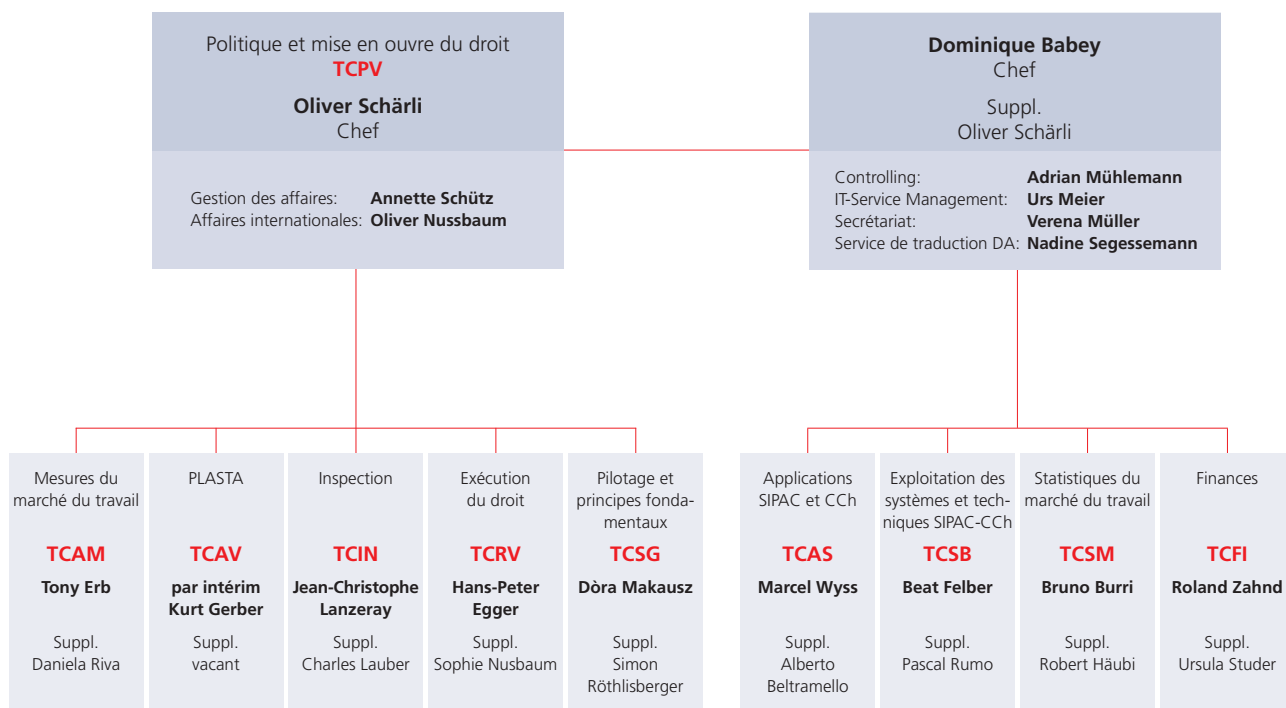 Politique et mise en ouvre du droit
TCPV
Oliver Schärli
Chef
Gestion des affaires: Annette Schütz
Affaires internationales: Oliver Nussbaum
Dominique Babey
Chef
Suppl.
Oliver Schärli
Controlling: Adrian Mühlemann
IT-Service Management: Urs Meier
Secrétariat: Verena Müller
Service de traduction DA: Nadine Segessemann
Mesures du
marché du travail
TCAM
Tony Erb
Suppl.
Daniela Riva
PLASTA
TCAV
par intérim
Kurt Gerber
Suppl.
vacant
Inspection
TCIN
Jean-Christophe
Lanzeray
Suppl.
Charles Lauber
Exécution
du droit
TCRV
Hans-Peter
Egger
Suppl.
Sophie Nusbaum
Pilotage et
principes fonda-
mentaux
TCSG
Dòra Makausz
Suppl.
Simon
Röthlisberger
Applications
SIPAC et CCh
TCAS
Marcel Wyss
Suppl.
Alberto
Beltramello
Exploitation des
systèmes et tech-
niques SIPAC-CCh
TCSB
Beat Felber
Suppl.
Pascal Rumo
Statistiques du
marché du travail
TCSM
Bruno Burri
Suppl.
Robert Häubi
Finances
TCFI
Roland Zahnd
Suppl.
Ursula Studer